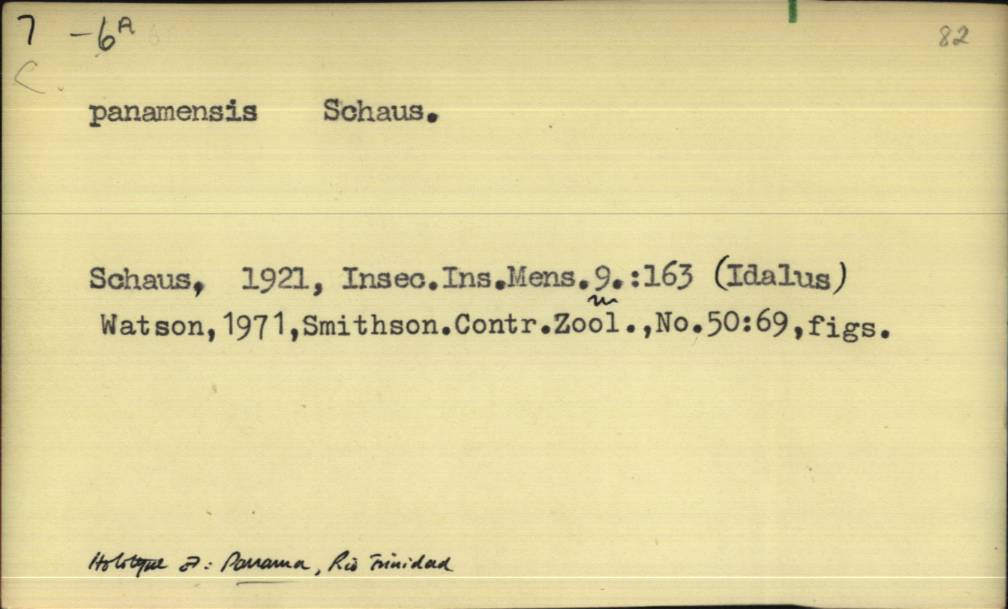 7 -6A 82
C.
panamensis Schaus.
Schaus, 1921, Insec.Ins.Mens.9.:163 (Idalus)
Watson,1971,Smithson.Contr.Zool.,No.50:69,figs.
Holotype ♂: Panama, Rio Trinidad